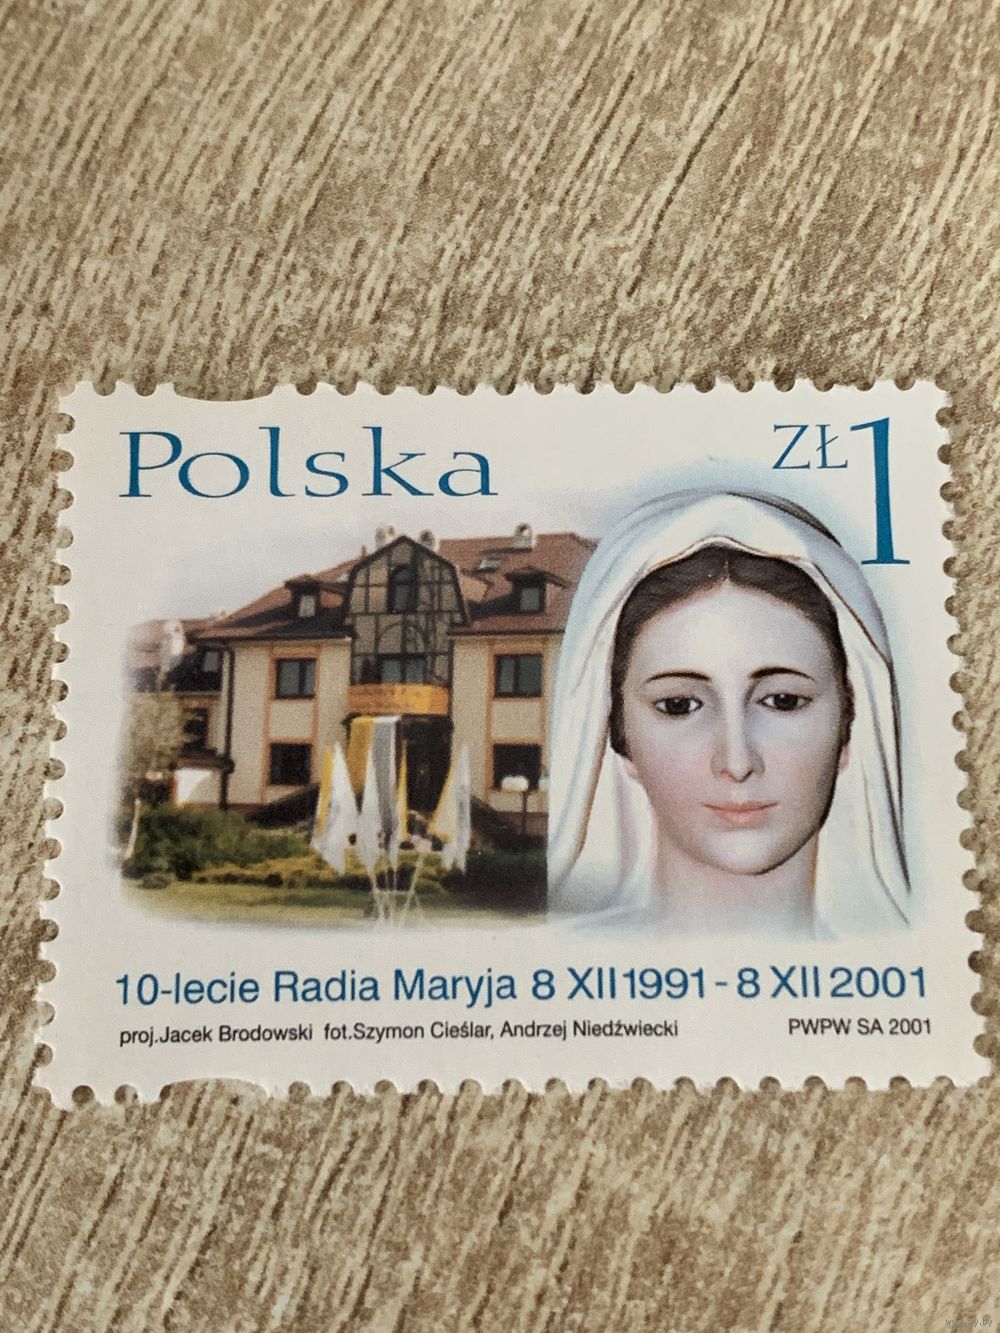 Polska
ZŁ 1
10-lecie Radia Maryja 8 XII 1991 - 8 XII 2001
proj.Jacek Brodowski fot.Szymon Cieślar, Andrzej Niedźwiecki
PWPW SA 2001